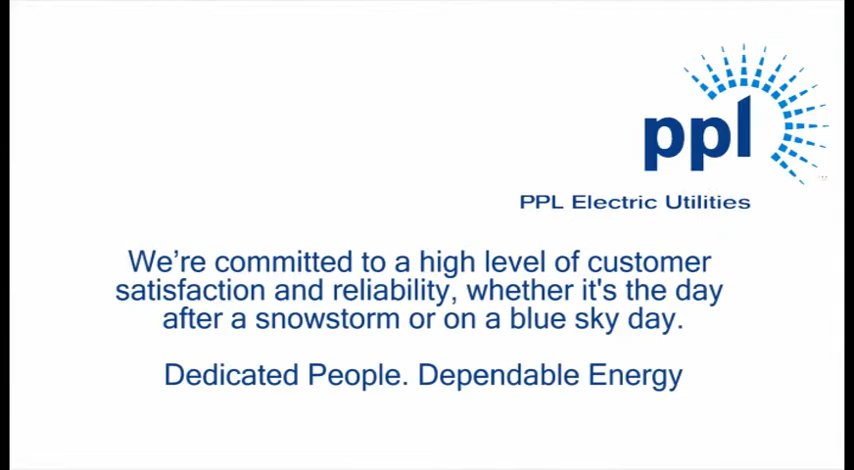 ppl
PPL Electric Utilities
We’re committed to a high level of customer
satisfaction and reliability, whether it's the day
after a snowstorm or on a blue sky day.
Dedicated People. Dependable Energy